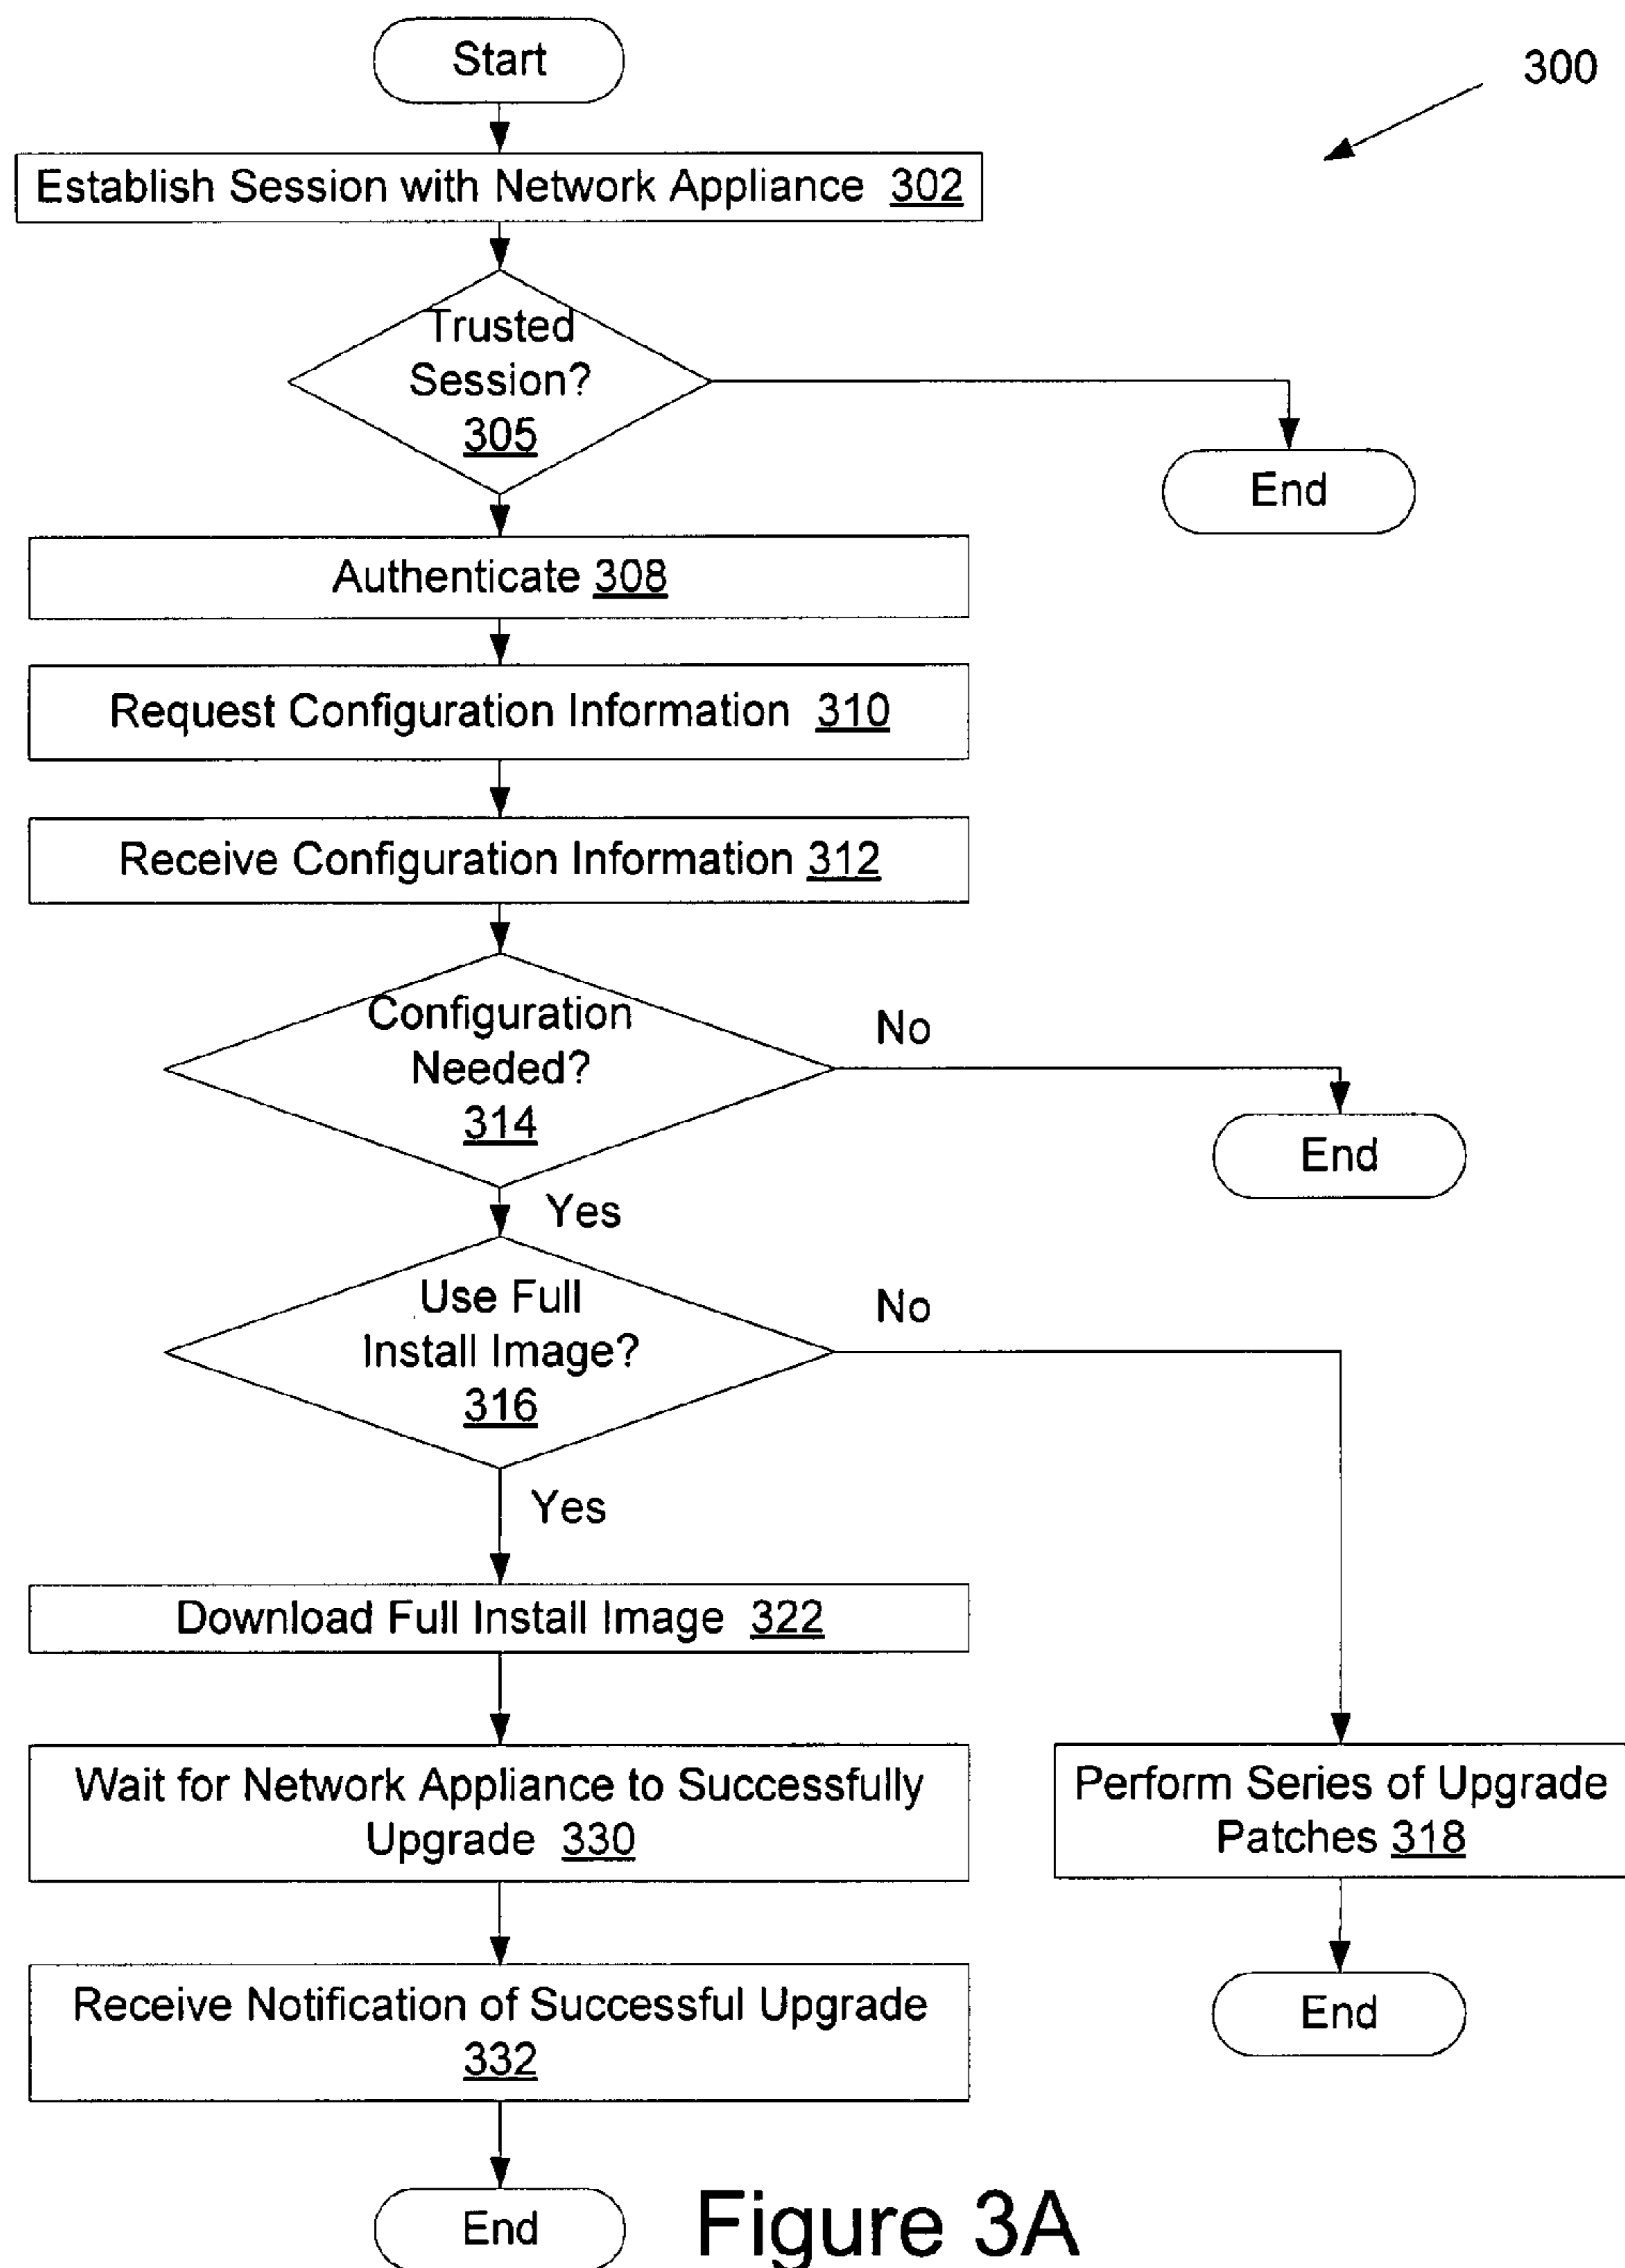 Start
300
Establish Session with Network Appliance 302
Trusted
Session?
305
End
Authenticate 308
Request Configuration Information 310
Receive Configuration Information 312
Configuration
Needed?
314
No
End
Yes
Use Full
Install Image?
316
No
Yes
Download Full Install Image 322
Wait for Network Appliance to Successfully
Upgrade 330
Perform Series of Upgrade
Patches 318
Receive Notification of Successful Upgrade
332
End
End
Figure 3A